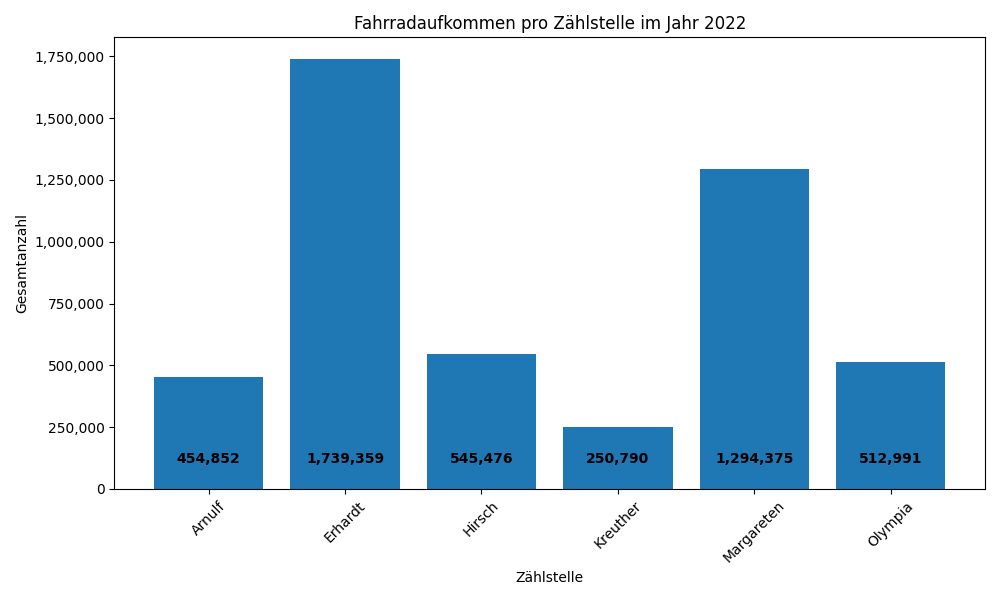 Fahrradaufkommen pro Zählstelle im Jahr 2022
Gesamtanzahl
1,750,000
1,500,000
1,250,000
1,000,000
750,000
500,000
250,000
0
454,852
1,739,359
545,476
250,790
1,294,375
512,991
Arnulf
Erhardt
Hirsch
Kreuther
Margareten
Olympia
Zählstelle